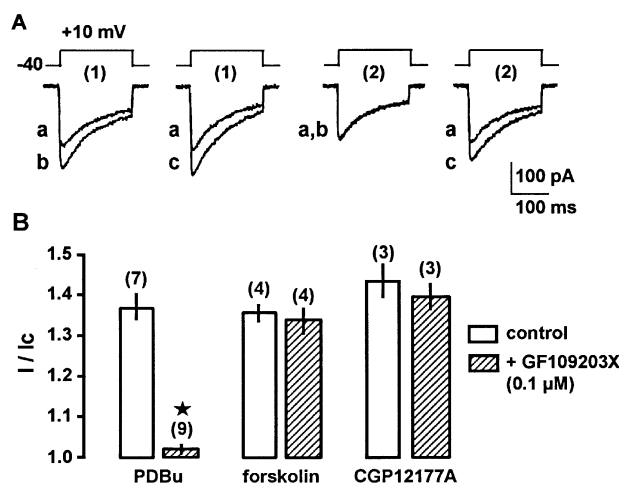 A
+10 mV
-40
(1) (1) (2) (2)
a a a,b a
b c c
100 pA
100 ms
B
I / Ic
1.5
1.4
1.3
1.2
1.1
1.0
(7) (9) (4) (4) (3) (3)
★
control
+ GF109203X
(0.1 µM)
PDBu forskolin CGP12177A